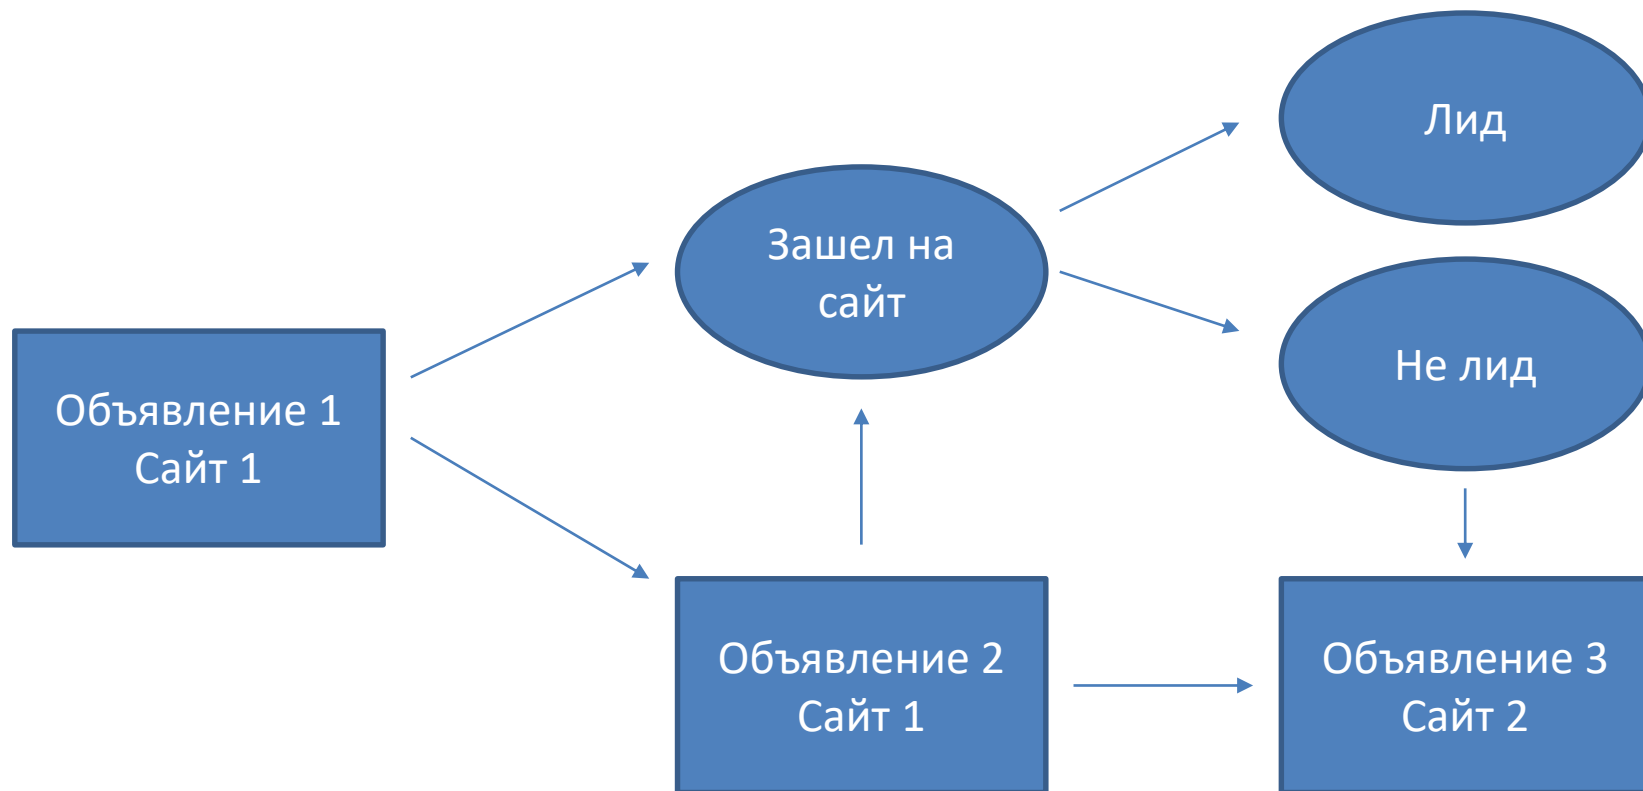 Лид
Зашел на
сайт
Не лид
Объявление 1
Сайт 1
Объявление 2
Сайт 1
Объявление 3
Сайт 2